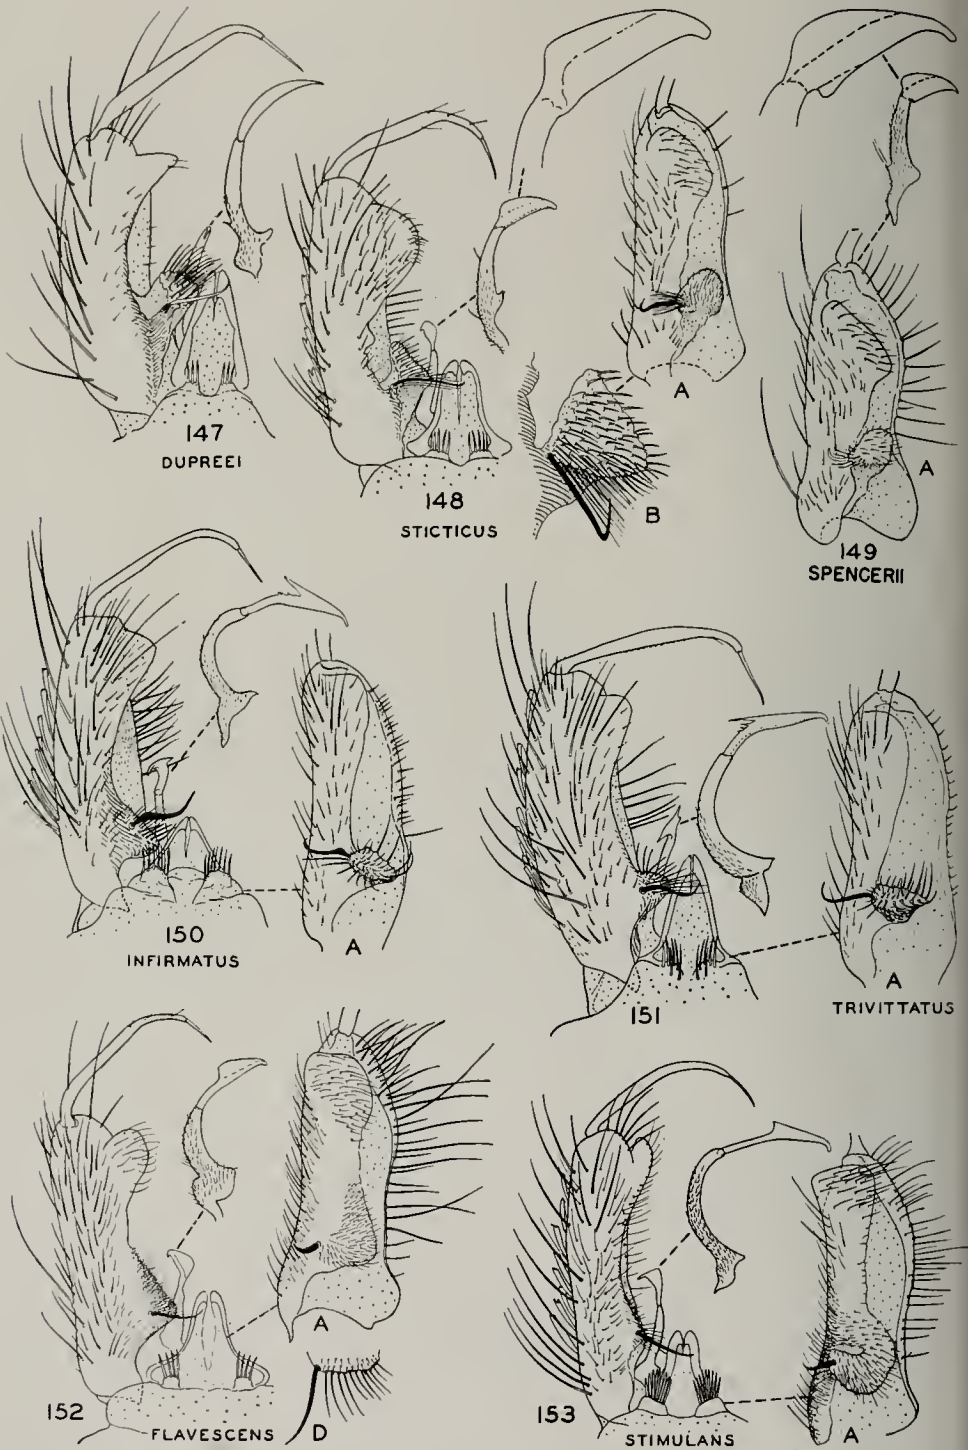 147
DUPREEI
148
STICTICUS
A
B
A
149
SPENCERII
150
INFIRMATUS
A
151
A
TRIVITTATUS
152
FLAVESCENS
A
D
153
STIMULANS
A